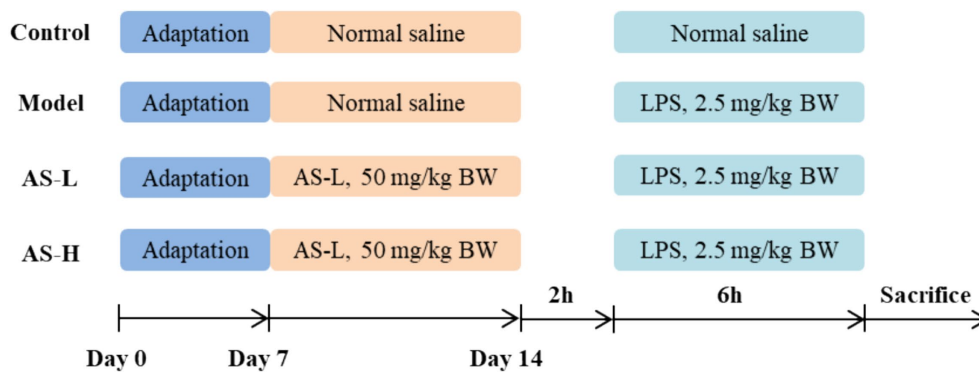 Control Adaptation Normal saline Normal saline
Model Adaptation Normal saline LPS, 2.5 mg/kg BW
AS-L Adaptation AS-L, 50 mg/kg BW LPS, 2.5 mg/kg BW
AS-H Adaptation AS-L, 50 mg/kg BW LPS, 2.5 mg/kg BW
2h 6h Sacrifice
Day 0 Day 7 Day 14